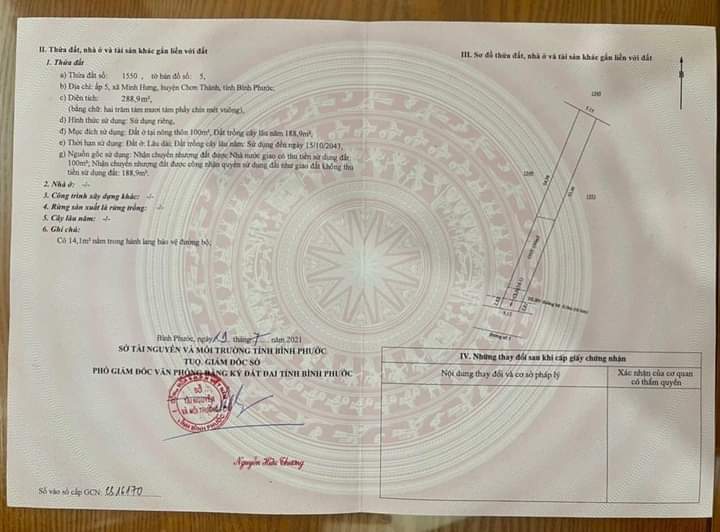 II. Thửa đất, nhà ở và tài sản khác gắn liền với đất
1. Thửa đất:
a) Thửa đất số: 1550 , tờ bản đồ số: 5,
b) Địa chỉ: ấp 5, xã Minh Hưng, huyện Chơn Thành, tỉnh Bình Phước.
c) Diện tích: 288,9m²,
(bằng chữ: hai trăm tám mươi tám phẩy chín mét vuông),
d) Hình thức sử dụng: Sử dụng riêng,
đ) Mục đích sử dụng: Đất ở tại nông thôn 100m²; Đất trồng cây lâu năm 188,9m²,
e) Thời hạn sử dụng: Đất ở: Lâu dài; Đất trồng cây lâu năm: Sử dụng đến ngày 15/10/2043,
g) Nguồn gốc sử dụng: Nhận chuyển nhượng đất được Nhà nước giao có thu tiền sử dụng đất:
100m²; Nhận chuyển nhượng đất được công nhận quyền sử dụng đất như giao đất không thu
tiền sử dụng đất: 188,9m².
2. Nhà ở: -/-
3. Công trình xây dựng khác: -/-
4. Rừng sản xuất là rừng trồng: -/-
5. Cây lâu năm: -/-
6. Ghi chú:
Có 14,1m² nằm trong hành lang bảo vệ đường bộ.
Bình Phước, ngày 19 tháng 7 năm 2021
SỞ TÀI NGUYÊN VÀ MÔI TRƯỜNG TỈNH BÌNH PHƯỚC
TUQ. GIÁM ĐỐC SỞ
PHÓ GIÁM ĐỐC VĂN PHÒNG ĐĂNG KÝ ĐẤT ĐAI TỈNH BÌNH PHƯỚC
SỞ
TÀI NGUYÊN
VÀ MÔI TRƯỜNG
TỈNH BÌNH PHƯỚC
Nguyễn Hữu Chương
Số vào sổ cấp GCN: CS16170
III. Sơ đồ thửa đất, nhà ở và tài sản khác gắn liền với đất
B
5.15
IV. Những thay đổi sau khi cấp giấy chứng nhận
Nội dung thay đổi và cơ sở pháp lý
Xác nhận của cơ quan
có thẩm quyền